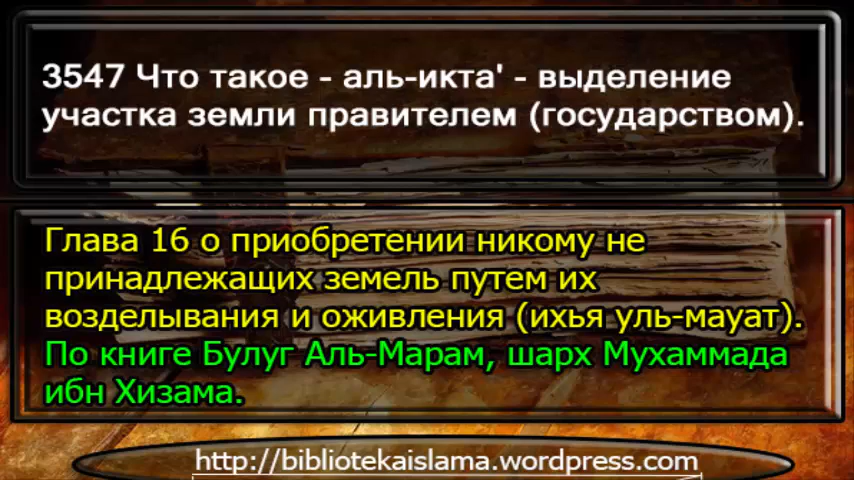 3547 Что такое - аль-икта' - выделение
участка земли правителем (государством).
Глава 16 о приобретении никому не
принадлежащих земель путем их
возделывания и оживления (ихья уль-мауат).
По книге Булуг Аль-Марам, шарх Мухаммада
ибн Хизама.
http://bibliotekaislama.wordpress.com